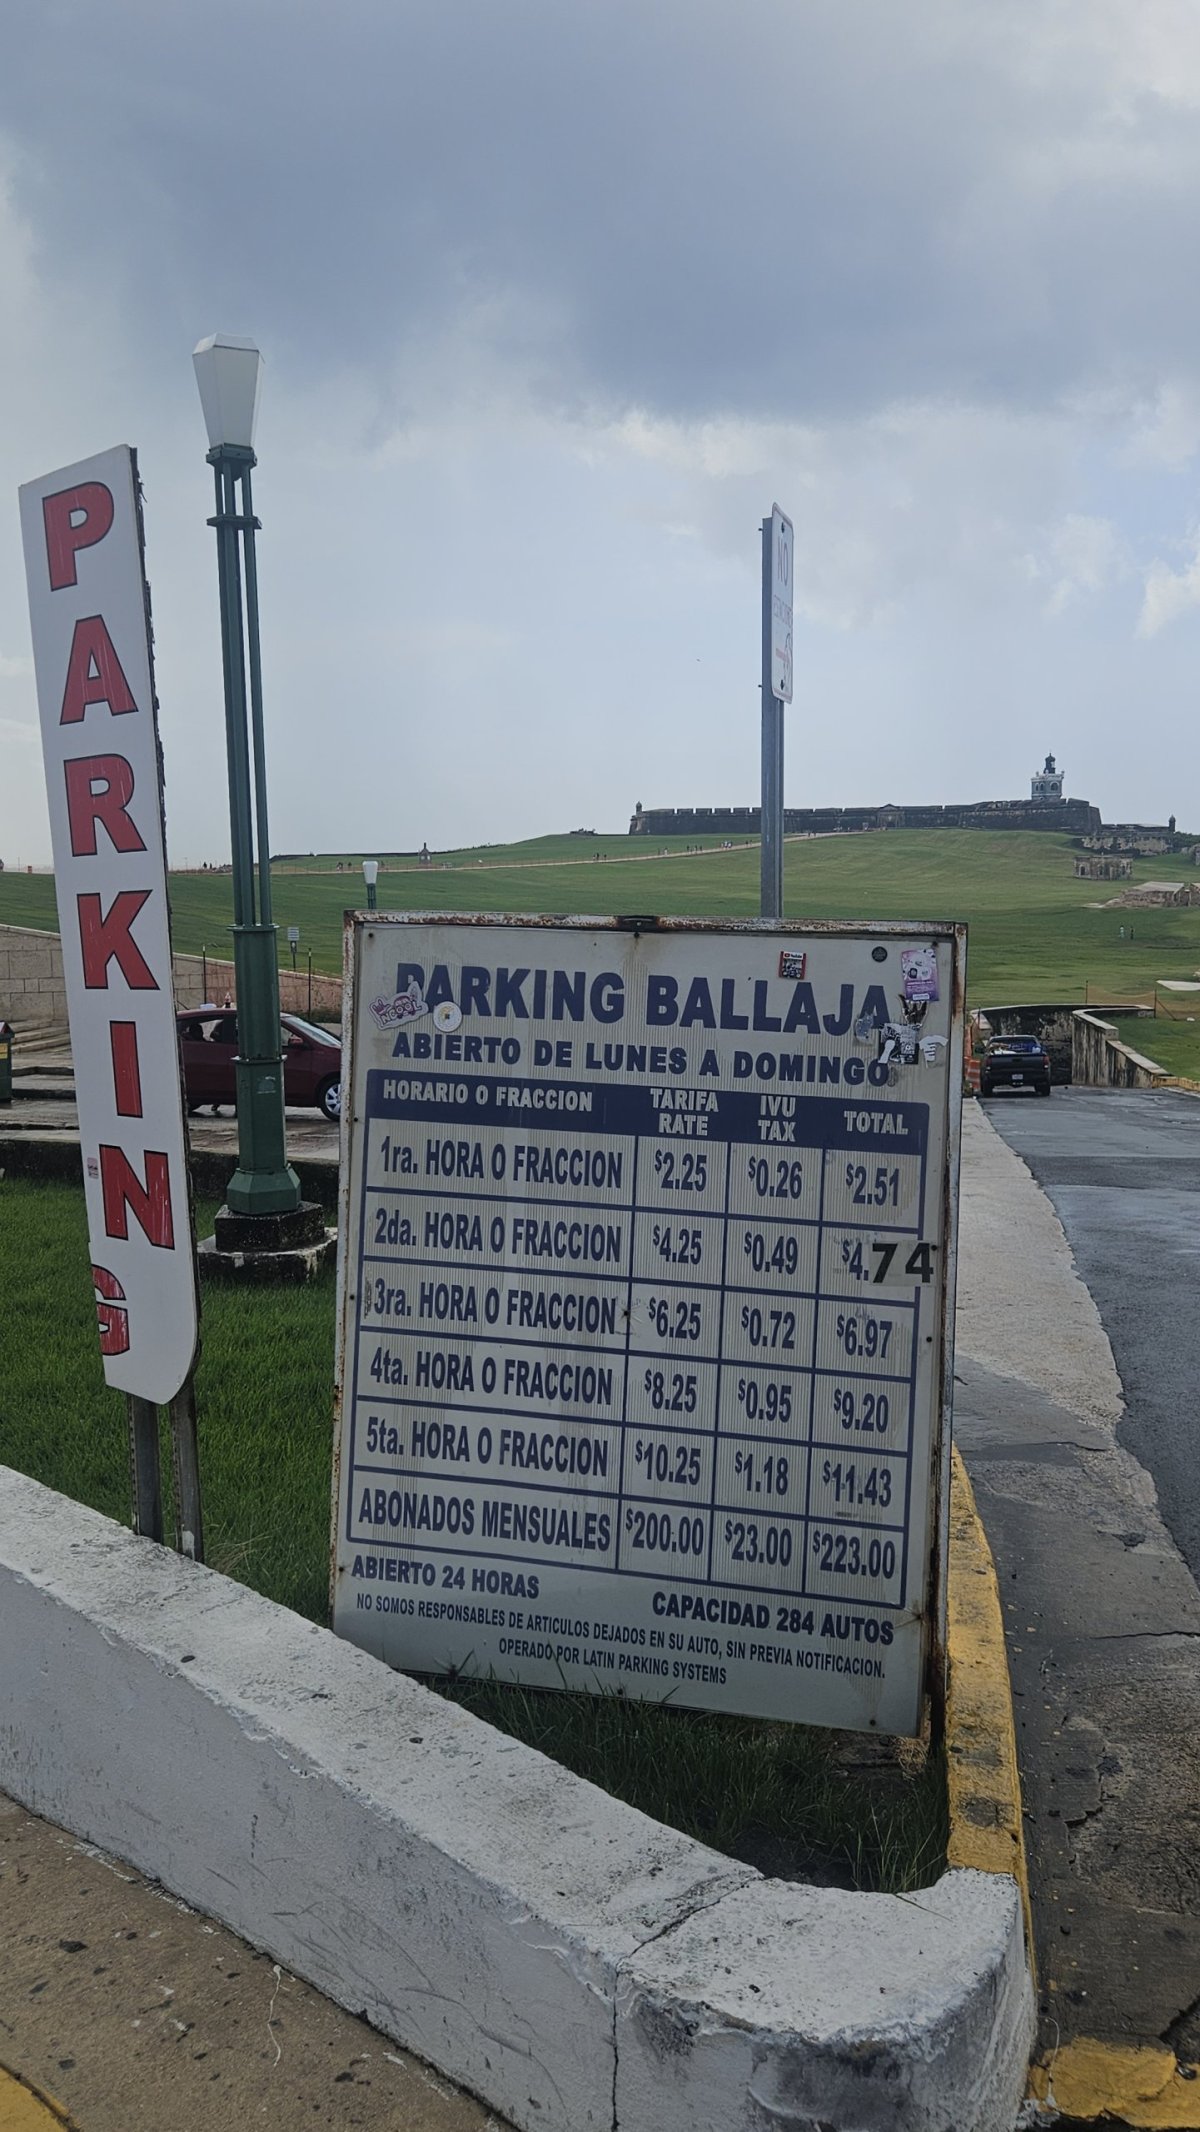 PARKING
NO
PARKING BALLAJA
ABIERTO DE LUNES A DOMINGO
HORARIO O FRACCION TARIFA RATE IVU TAX TOTAL
1ra. HORA O FRACCION $2.25 $0.26 $2.51
2da. HORA O FRACCION $4.25 $0.49 $4.74
3ra. HORA O FRACCION $6.25 $0.72 $6.97
4ta. HORA O FRACCION $8.25 $0.95 $9.20
5ta. HORA O FRACCION $10.25 $1.18 $11.43
ABONADOS MENSUALES $200.00 $23.00 $223.00
ABIERTO 24 HORAS
CAPACIDAD 284 AUTOS
NO SOMOS RESPONSABLES DE ARTICULOS DEJADOS EN SU AUTO, SIN PREVIA NOTIFICACION.
OPERADO POR LATIN PARKING SYSTEMS